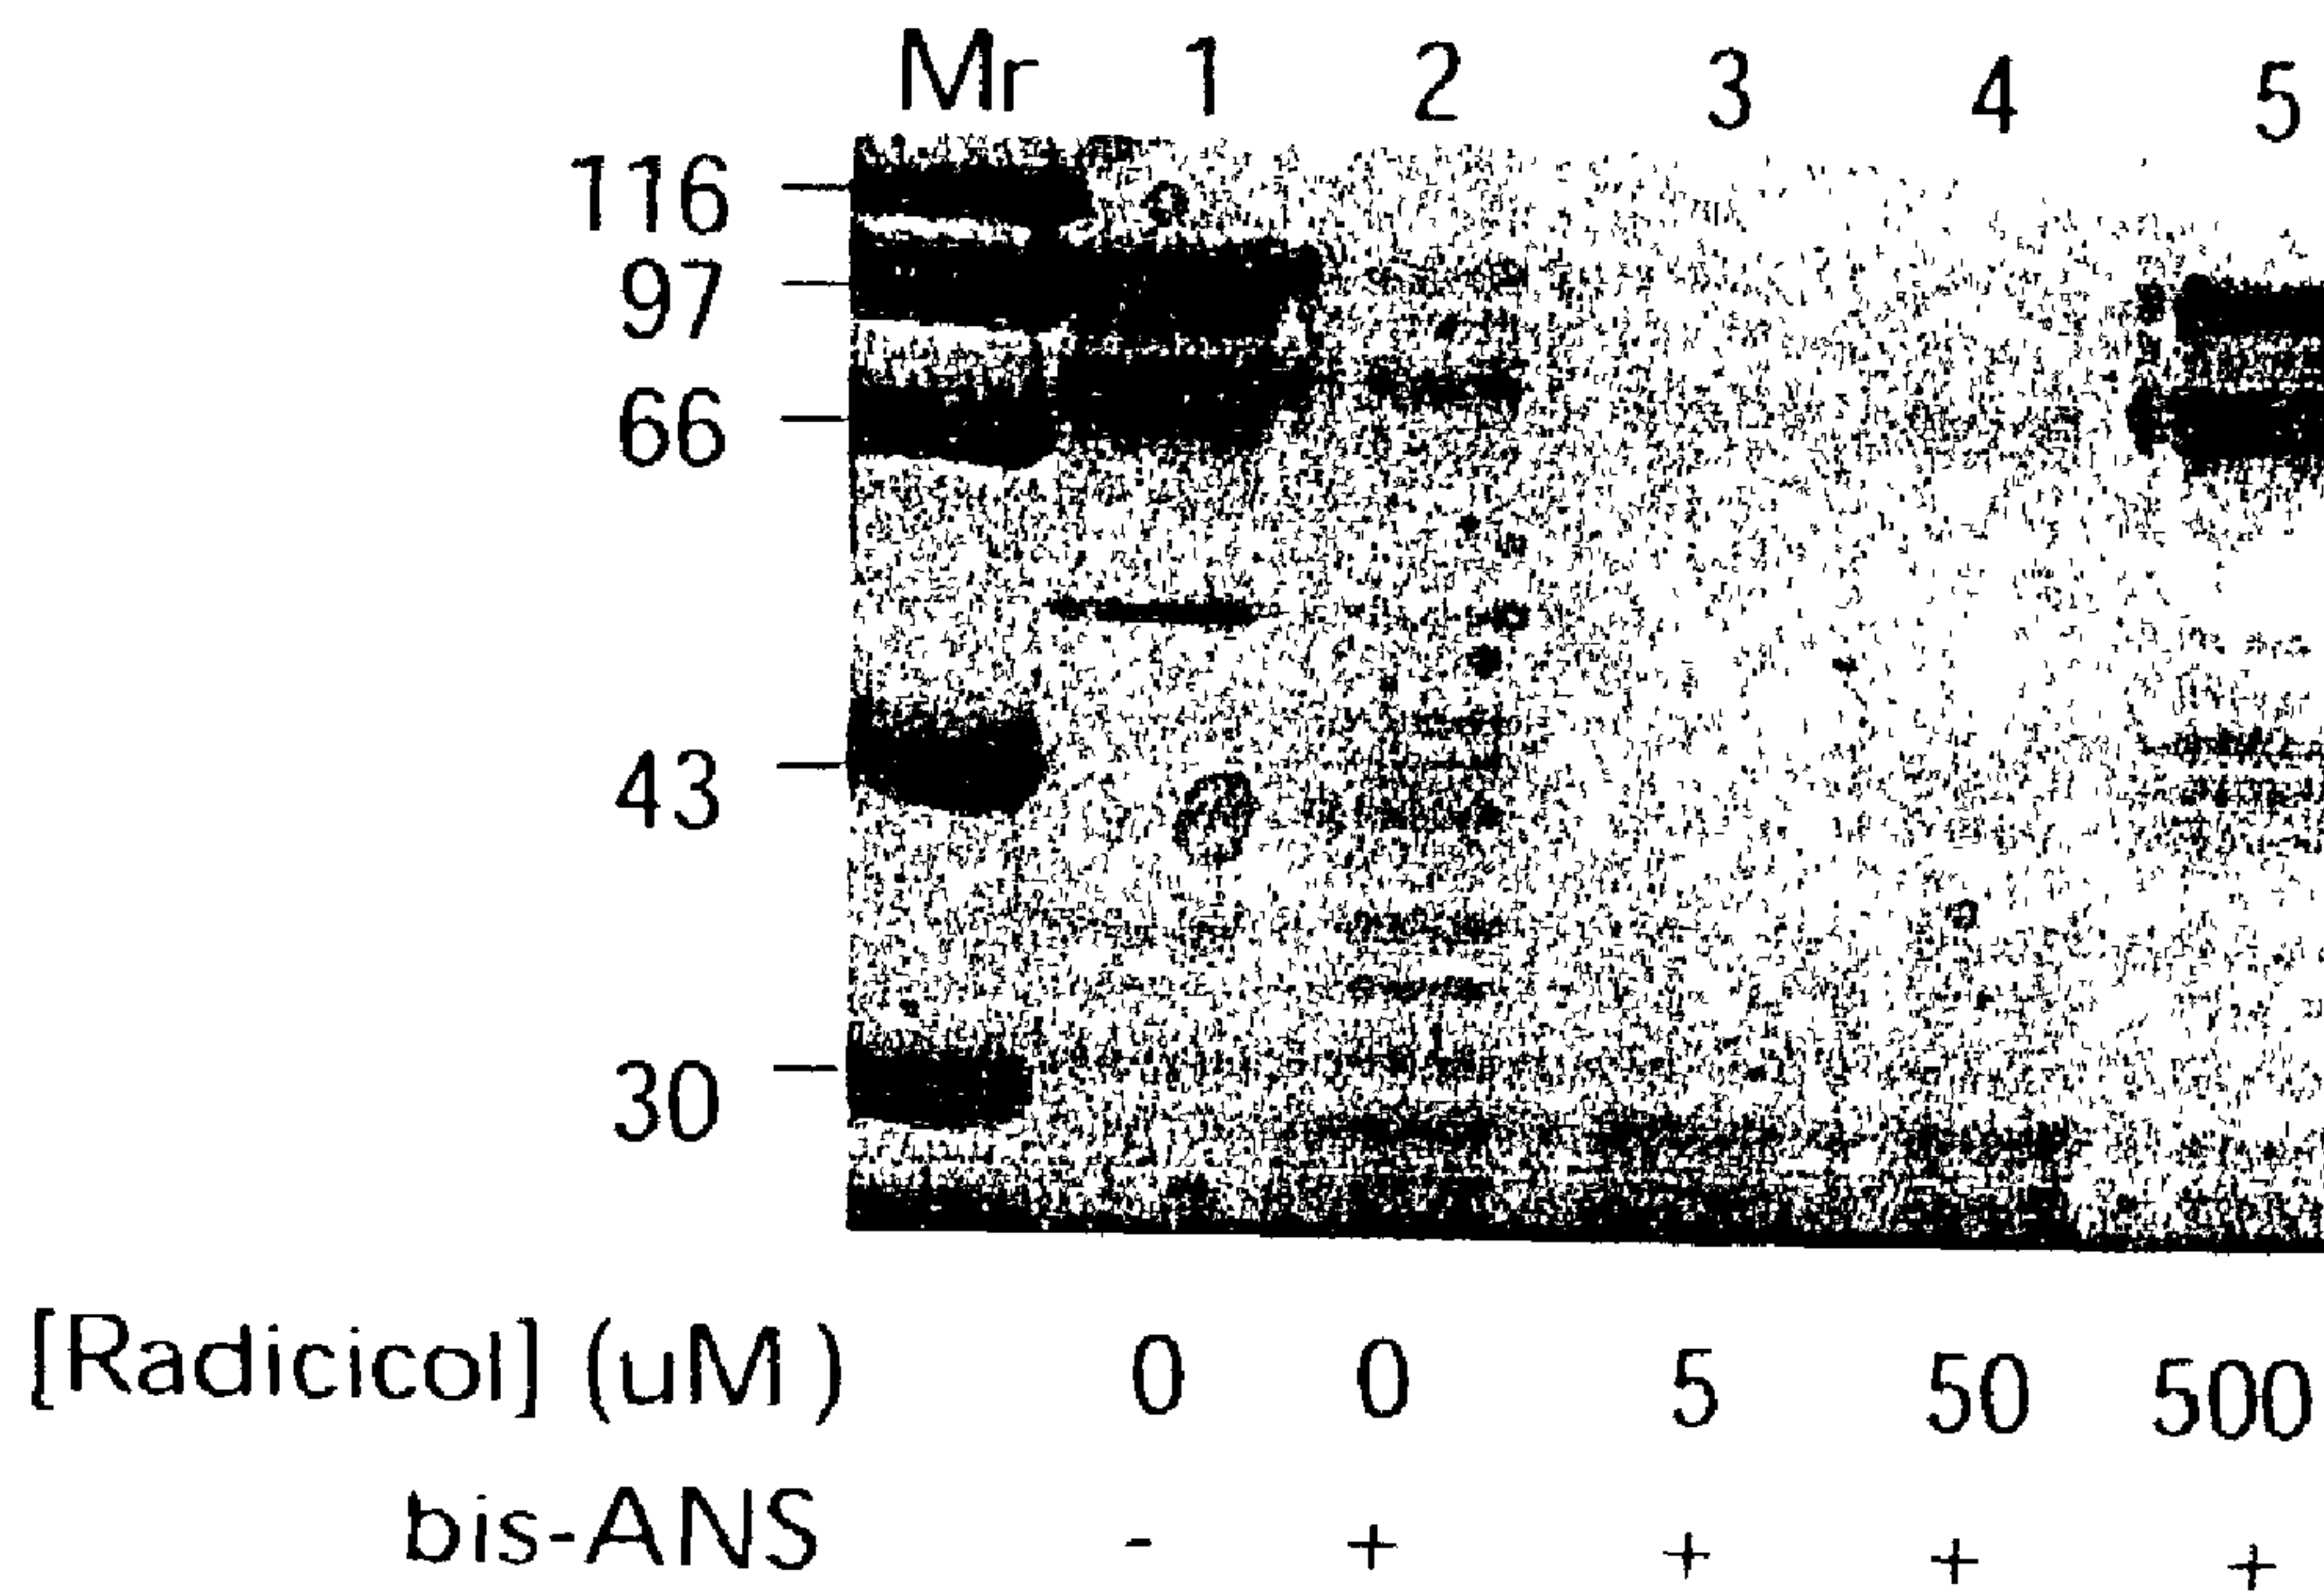 Mr 1 2 3 4 5
116
97
66
43
30
[Radicicol] (uM) 0 0 5 50 500
bis-ANS - + + + +